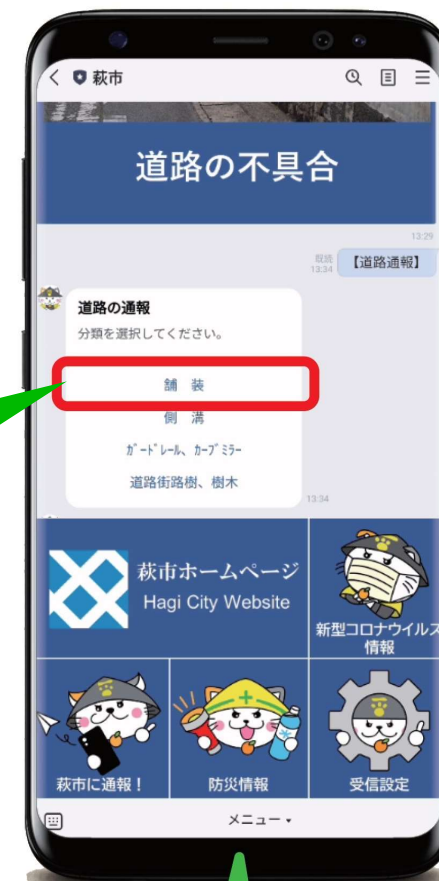 萩市
道路の不具合
13:29
既読
13:34
【道路通報】
道路の通報
分類を選択してください。
舗 装
側 溝
ｶﾞｰﾄﾞﾚｰﾙ、ｶｰﾌﾞﾐﾗｰ
道路街路樹、樹木
13:34
萩市ホームページ
Hagi City Website
新型コロナウイルス
情報
萩市に通報！
防災情報
受信設定
メニュー ▾